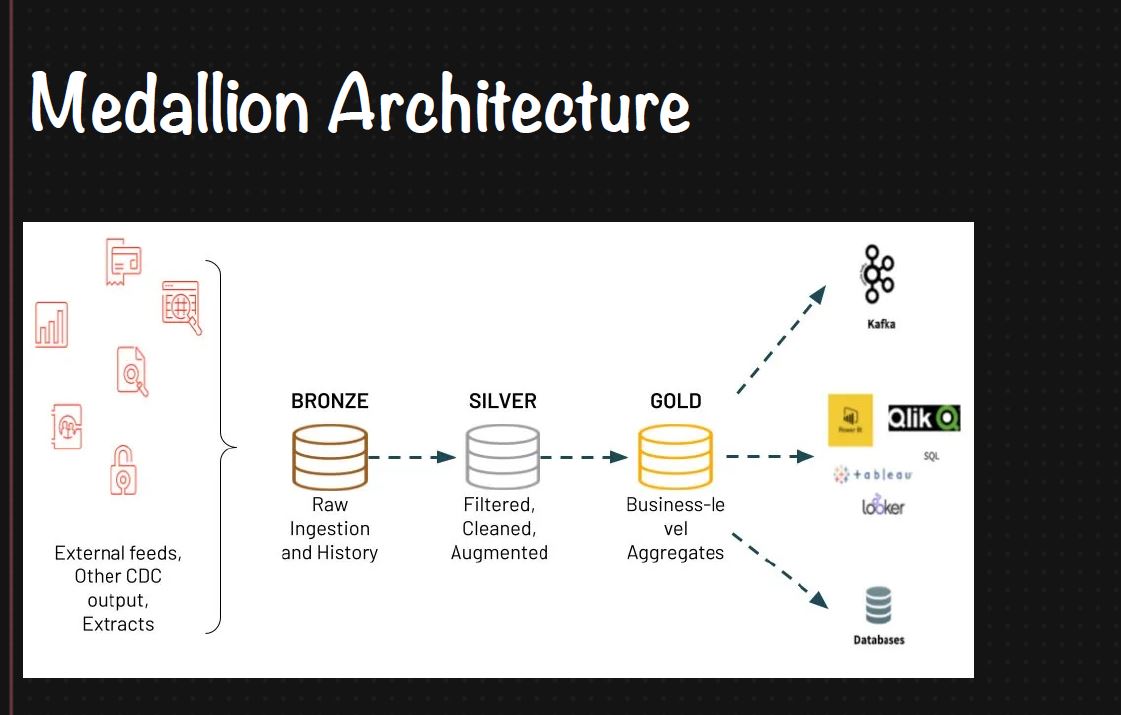 Medallion Architecture
External feeds,
Other CDC
output,
Extracts
BRONZE
Raw
Ingestion
and History
SILVER
Filtered,
Cleaned,
Augmented
GOLD
Business-le
vel
Aggregates
Kafka
Power BI
Qlik Q
SQL
+ableau
looker
Databases